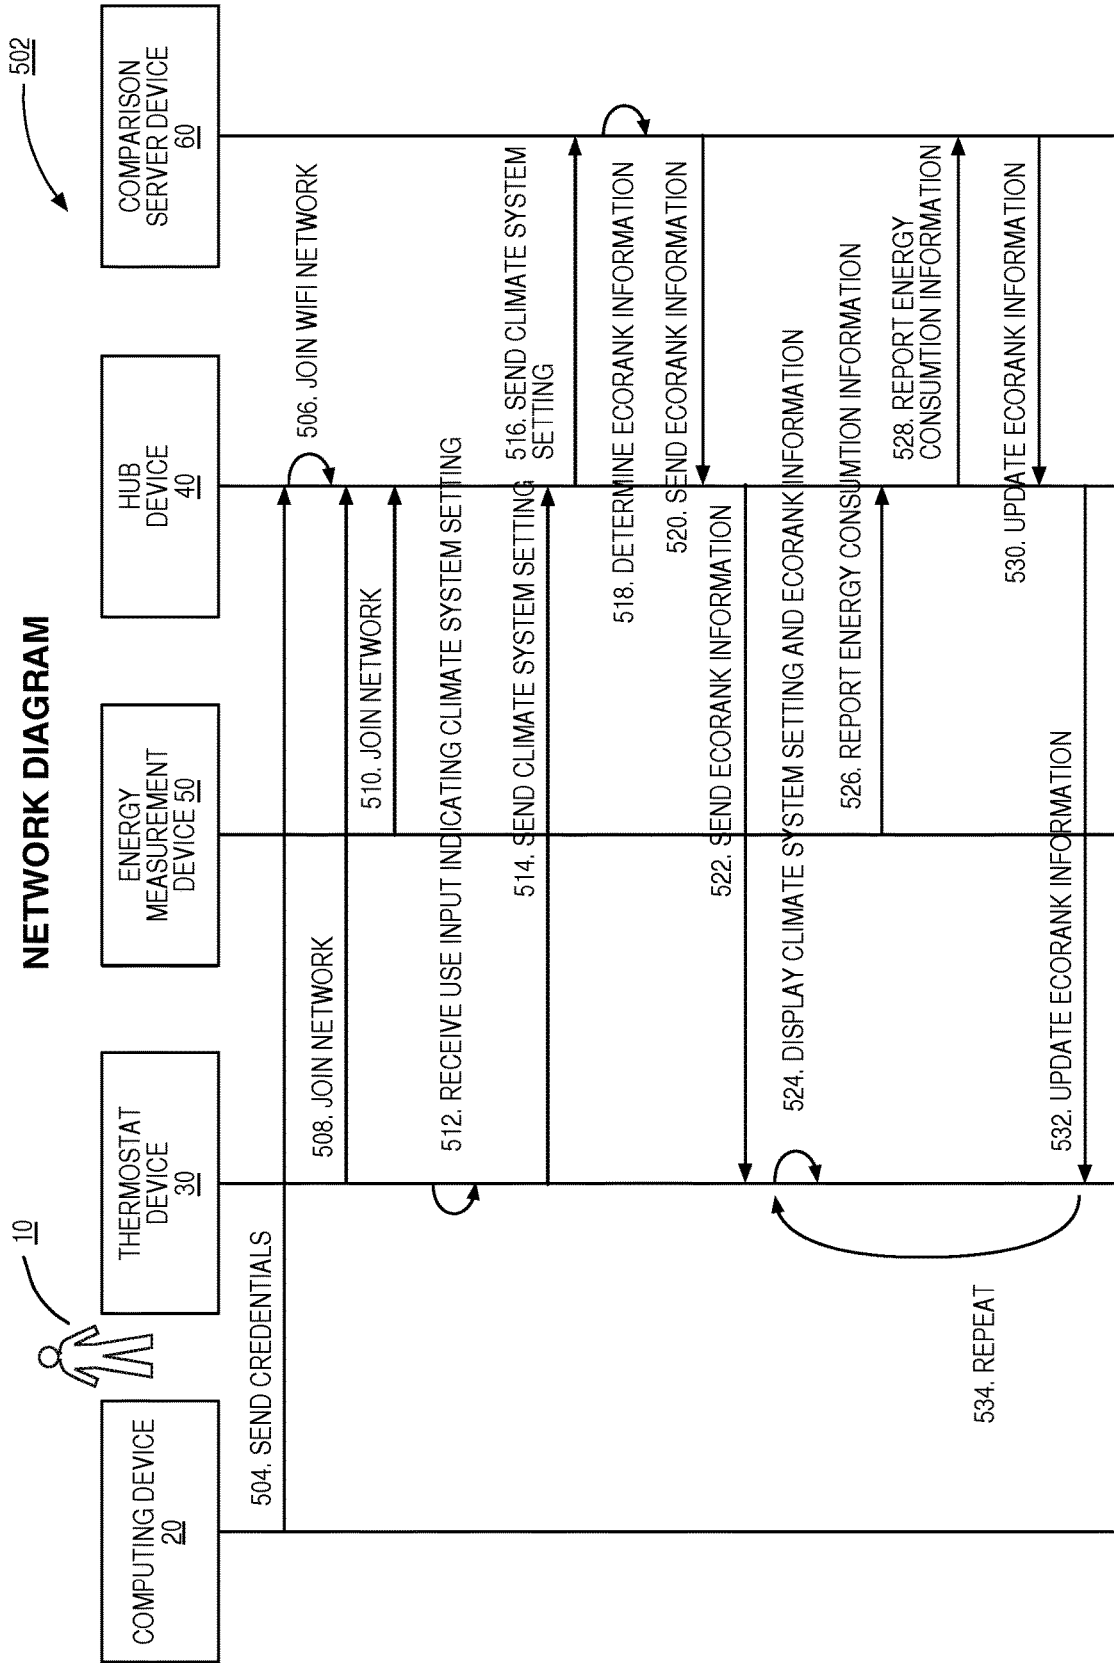 NETWORK DIAGRAM
502
10
COMPUTING DEVICE
20
THERMOSTAT
DEVICE
30
ENERGY
MEASUREMENT
DEVICE 50
HUB
DEVICE
40
COMPARISON
SERVER DEVICE
60
504. SEND CREDENTIALS
506. JOIN WIFI NETWORK
508. JOIN NETWORK
510. JOIN NETWORK
512. RECEIVE USE INPUT INDICATING CLIMATE SYSTEM SETTING
514. SEND CLIMATE SYSTEM SETTING
516. SEND CLIMATE SYSTEM
SETTING
518. DETERMINE ECORANK INFORMATION
520. SEND ECORANK INFORMATION
522. SEND ECORANK INFORMATION
524. DISPLAY CLIMATE SYSTEM SETTING AND ECORANK INFORMATION
526. REPORT ENERGY CONSUMTION INFORMATION
528. REPORT ENERGY
CONSUMTION INFORMATION
530. UPDATE ECORANK INFORMATION
532. UPDATE ECORANK INFORMATION
534. REPEAT